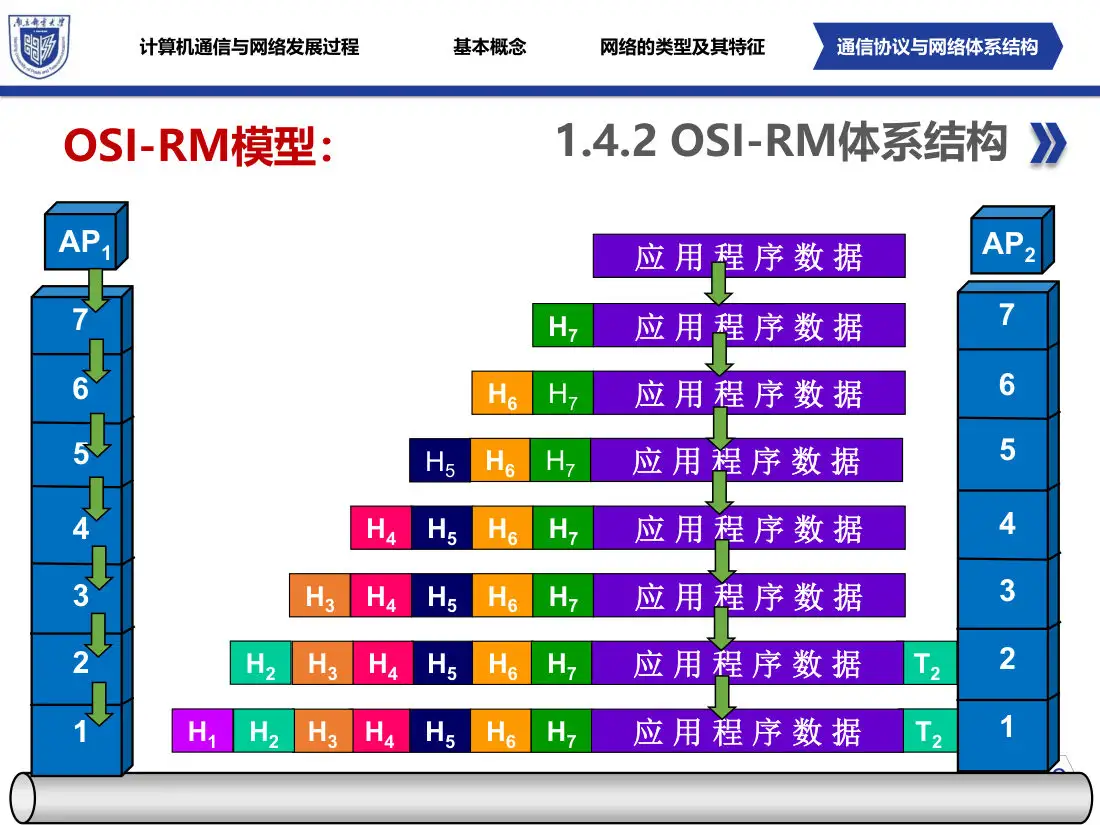 南京邮电大学
计算机通信与网络发展过程 基本概念 网络的类型及其特征 通信协议与网络体系结构
OSI-RM模型： 1.4.2 OSI-RM体系结构
AP1 应用程序数据 AP2
7 H7 应用程序数据 7
6 H6 H7 应用程序数据 6
5 H5 H6 H7 应用程序数据 5
4 H4 H5 H6 H7 应用程序数据 4
3 H3 H4 H5 H6 H7 应用程序数据 3
2 H2 H3 H4 H5 H6 H7 应用程序数据 T2 2
1 H1 H2 H3 H4 H5 H6 H7 应用程序数据 T2 1